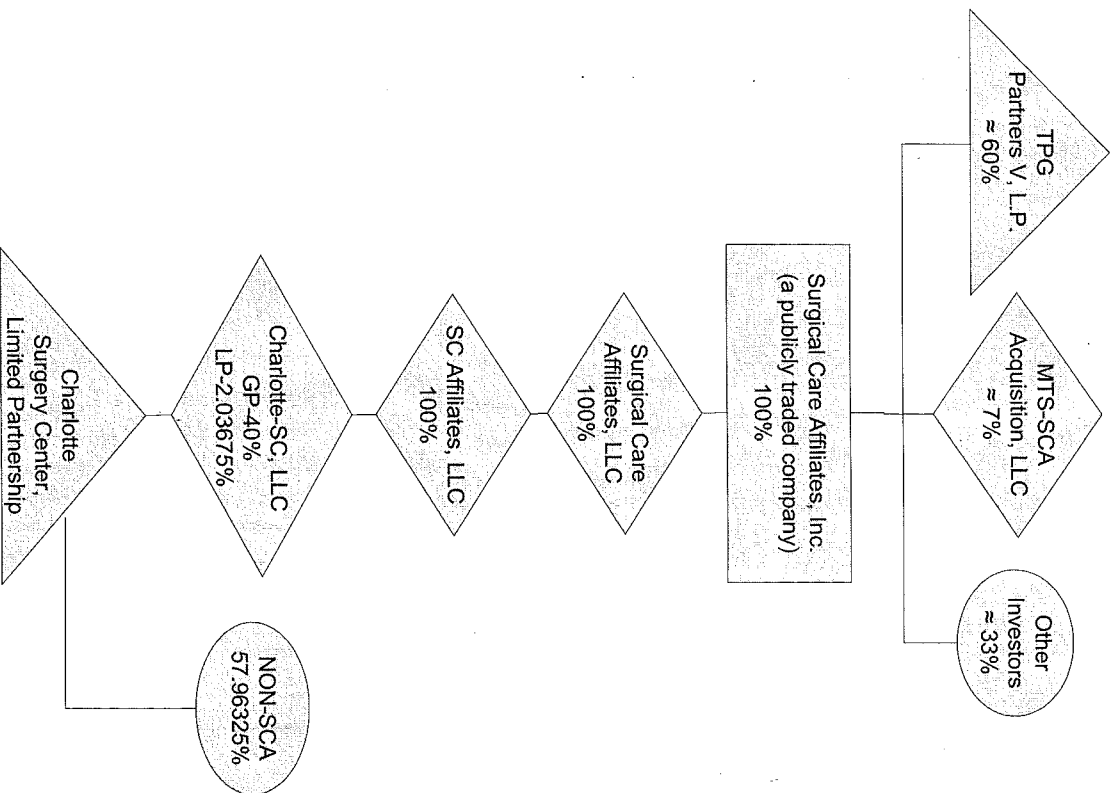 TPG
Partners V, L.P.
≈ 60%
MTS-SCA
Acquisition, LLC
≈ 7%
Other
Investors
≈ 33%
Surgical Care Affiliates, Inc.
(a publicly traded company)
100%
Surgical Care
Affiliates, LLC
100%
SC Affiliates, LLC
100%
Charlotte-SC, LLC
GP-40%
LP-2.03675%
Charlotte
Surgery Center,
Limited Partnership
NON-SCA
57.96325%